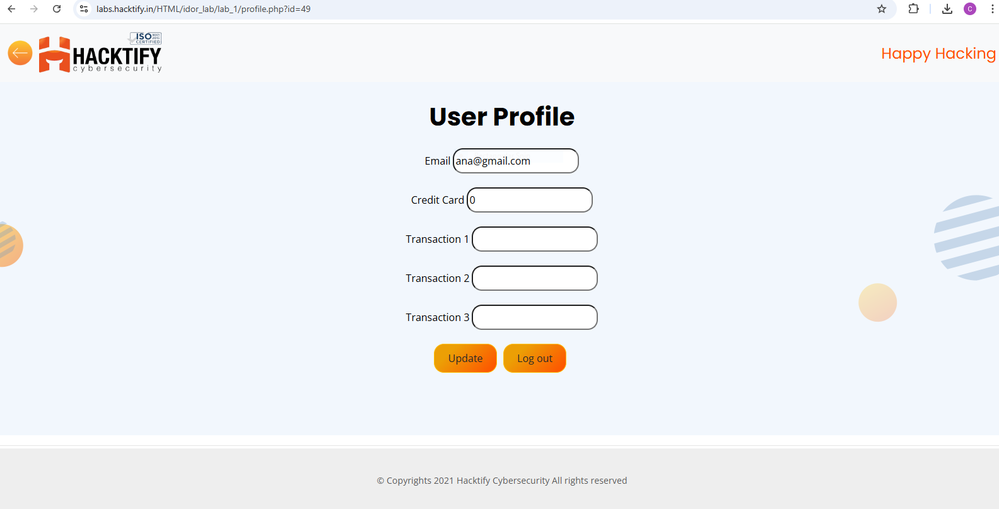 labs.hacktify.in/HTML/idor_lab/lab_1/profile.php?id=49
C
ISO 9001 2015 CERTIFIED
HACKTIFY
cybersecurity
Happy Hacking
User Profile
Email ana@gmail.com
Credit Card 0
Transaction 1
Transaction 2
Transaction 3
Update Log out
© Copyrights 2021 Hacktify Cybersecurity All rights reserved